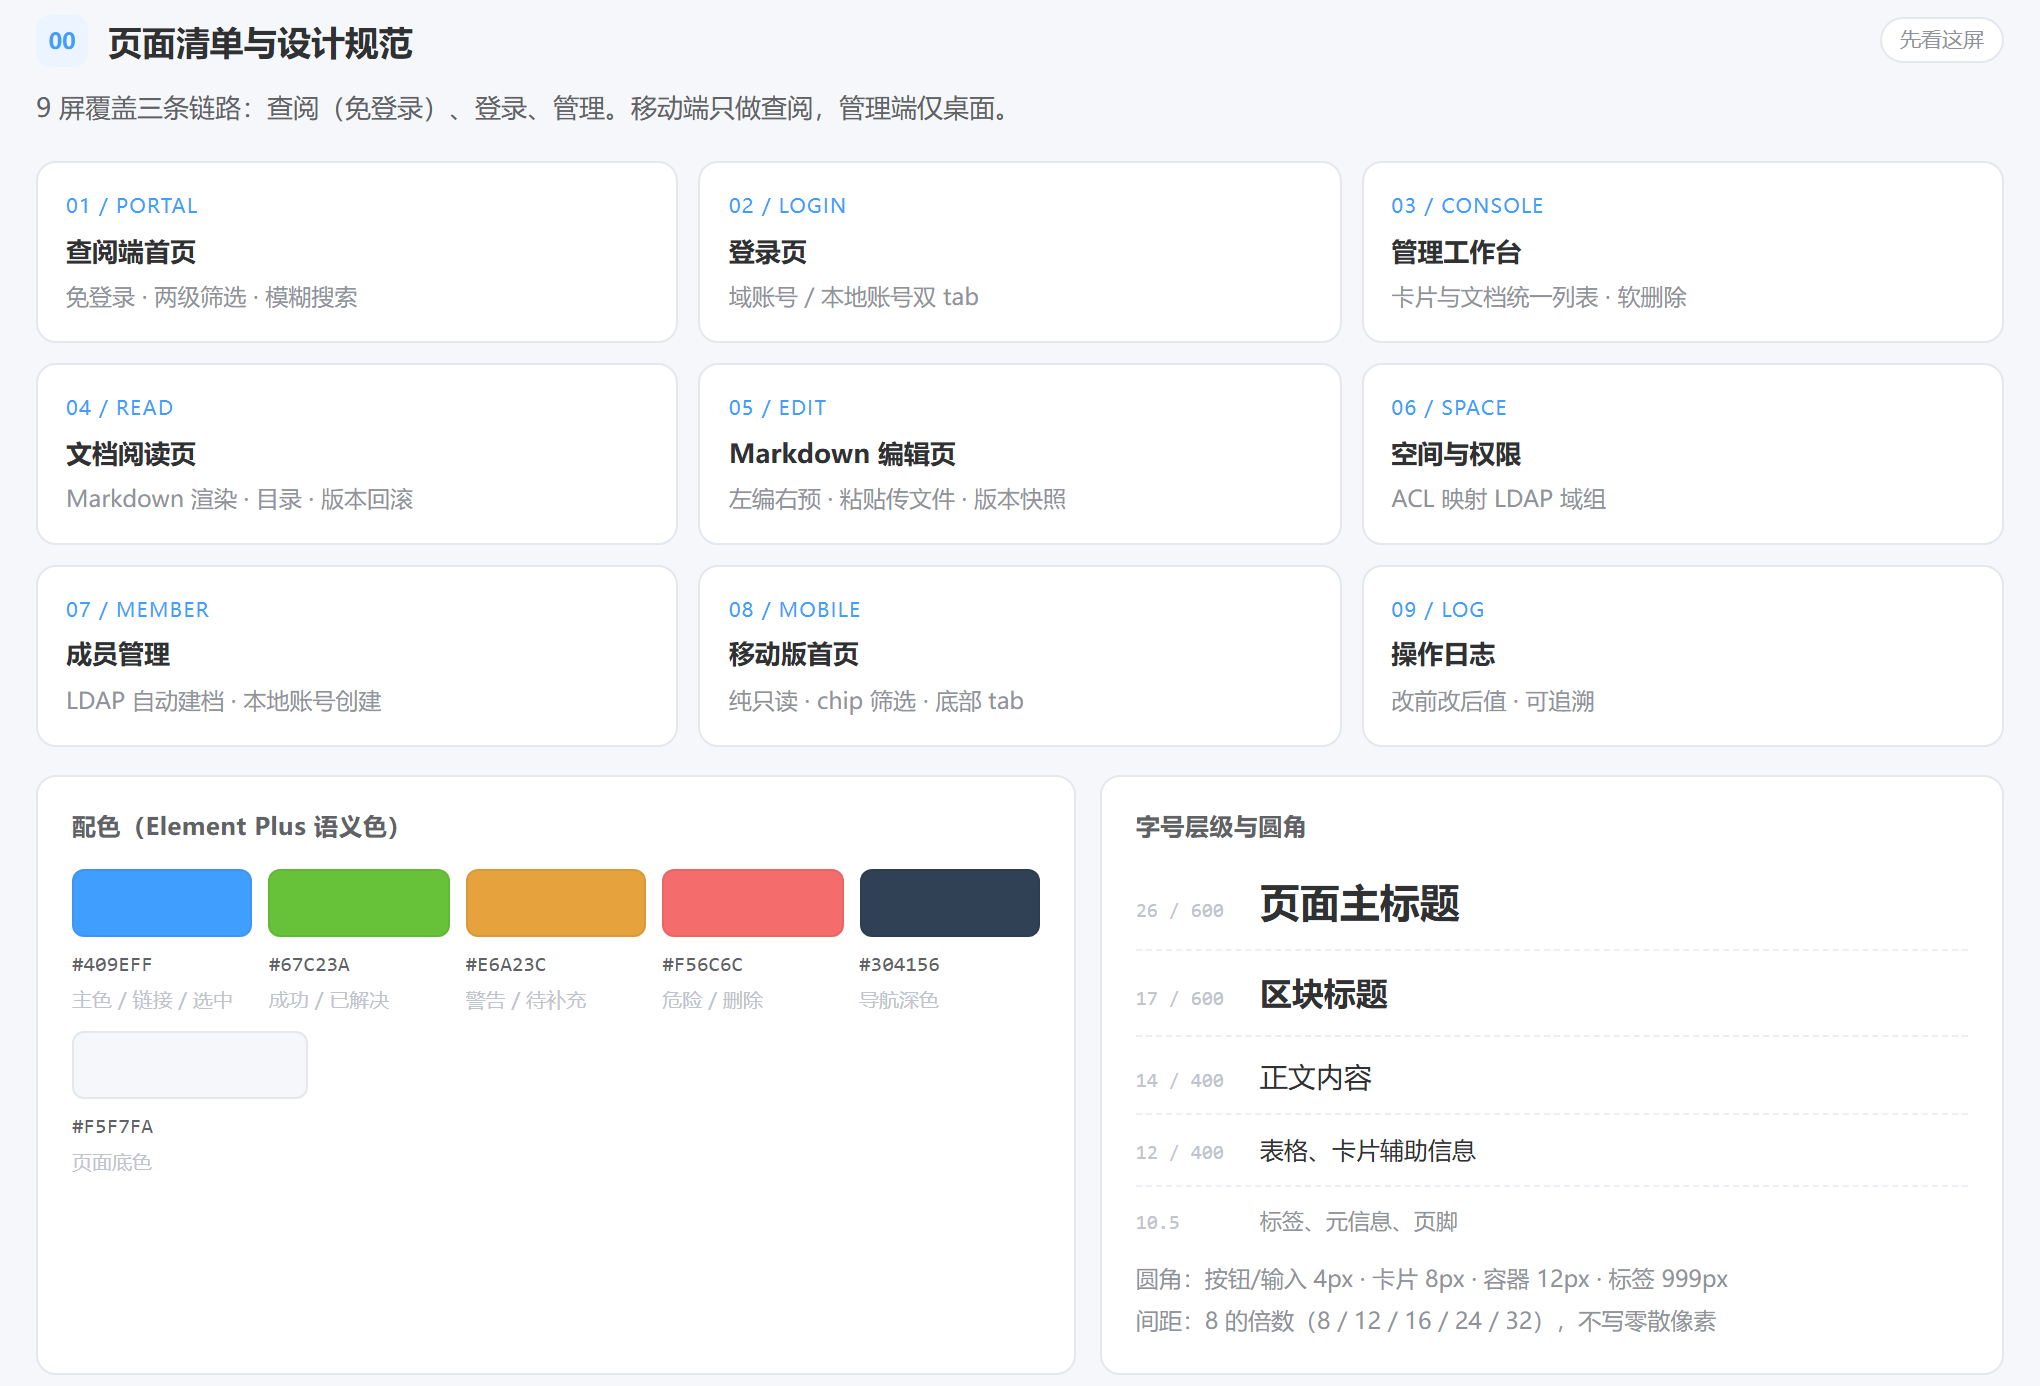 00
页面清单与设计规范
先看这屏
9 屏覆盖三条链路：查阅（免登录）、登录、管理。移动端只做查阅，管理端仅桌面。
01 / PORTAL
查阅端首页
免登录 · 两级筛选 · 模糊搜索
02 / LOGIN
登录页
域账号 / 本地账号双 tab
03 / CONSOLE
管理工作台
卡片与文档统一列表 · 软删除
04 / READ
文档阅读页
Markdown 渲染 · 目录 · 版本回滚
05 / EDIT
Markdown 编辑页
左编右预 · 粘贴传文件 · 版本快照
06 / SPACE
空间与权限
ACL 映射 LDAP 域组
07 / MEMBER
成员管理
LDAP 自动建档 · 本地账号创建
08 / MOBILE
移动版首页
纯只读 · chip 筛选 · 底部 tab
09 / LOG
操作日志
改前改后值 · 可追溯
配色（Element Plus 语义色）
#409EFF
主色 / 链接 / 选中
#67C23A
成功 / 已解决
#E6A23C
警告 / 待补充
#F56C6C
危险 / 删除
#304156
导航深色
#F5F7FA
页面底色
字号层级与圆角
26 / 600 页面主标题
17 / 600 区块标题
14 / 400 正文内容
12 / 400 表格、卡片辅助信息
10.5 标签、元信息、页脚
圆角：按钮/输入 4px · 卡片 8px · 容器 12px · 标签 999px
间距：8 的倍数（8 / 12 / 16 / 24 / 32），不写零散像素